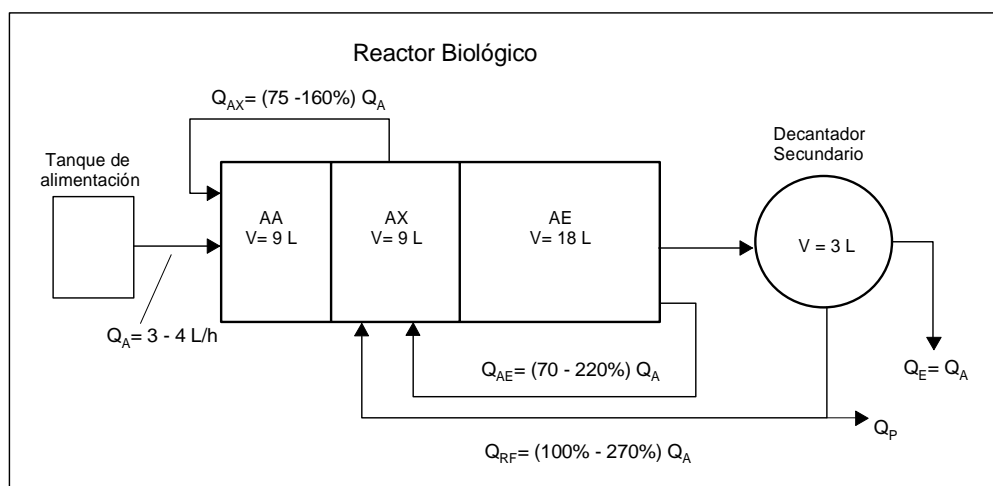 Reactor Biológico
Q_AX= (75 -160%) Q_A
Tanque de
alimentación
Decantador
Secundario
AA
V= 9 L
AX
V= 9 L
AE
V= 18 L
V = 3 L
Q_A= 3 - 4 L/h
Q_AE= (70 - 220%) Q_A
Q_E= Q_A
Q_P
Q_RF= (100% - 270%) Q_A